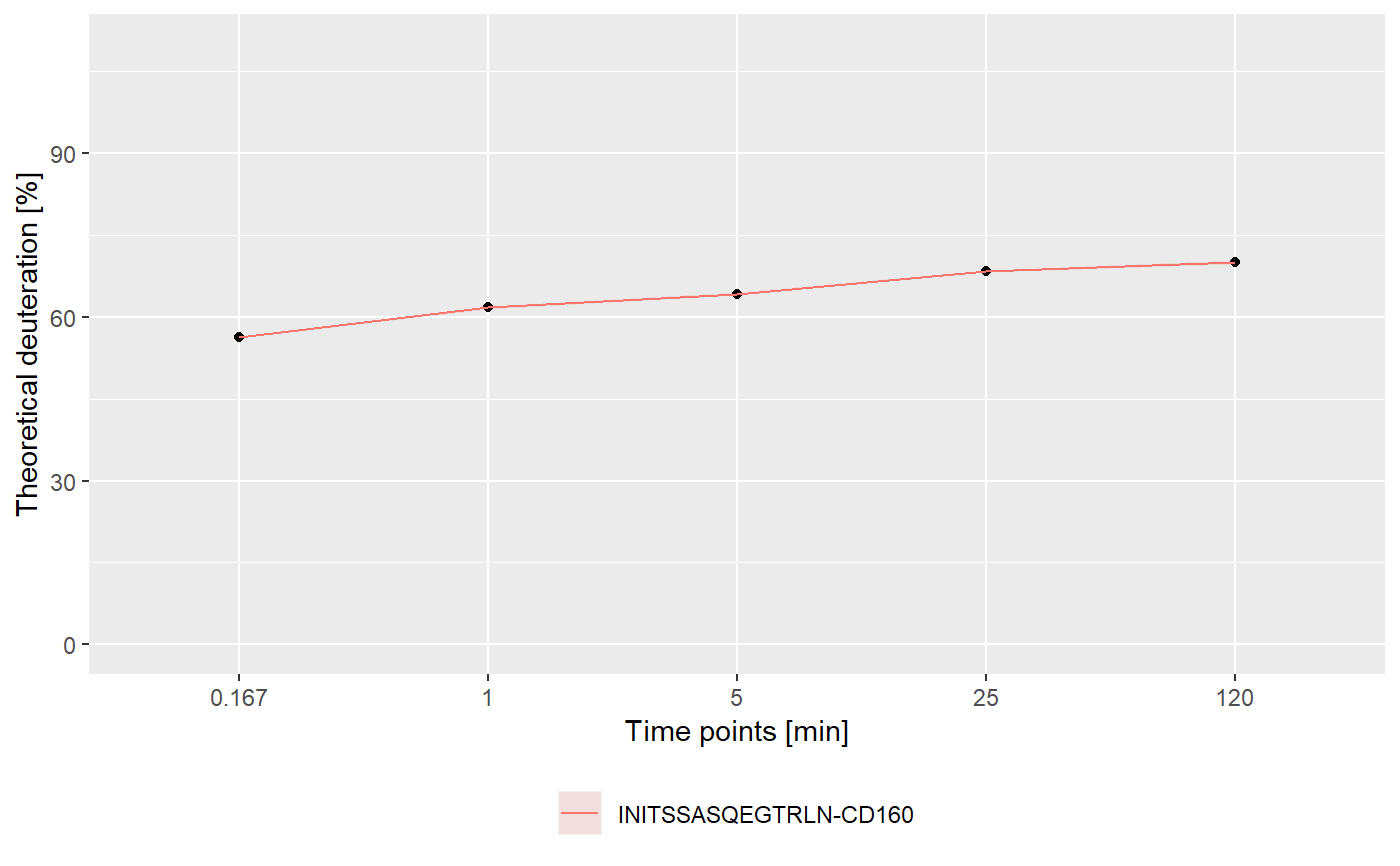 Theoretical deuteration [%]
90
60
30
0
0.167 1 5 25 120
Time points [min]
INITSSASQEGTRLN-CD160